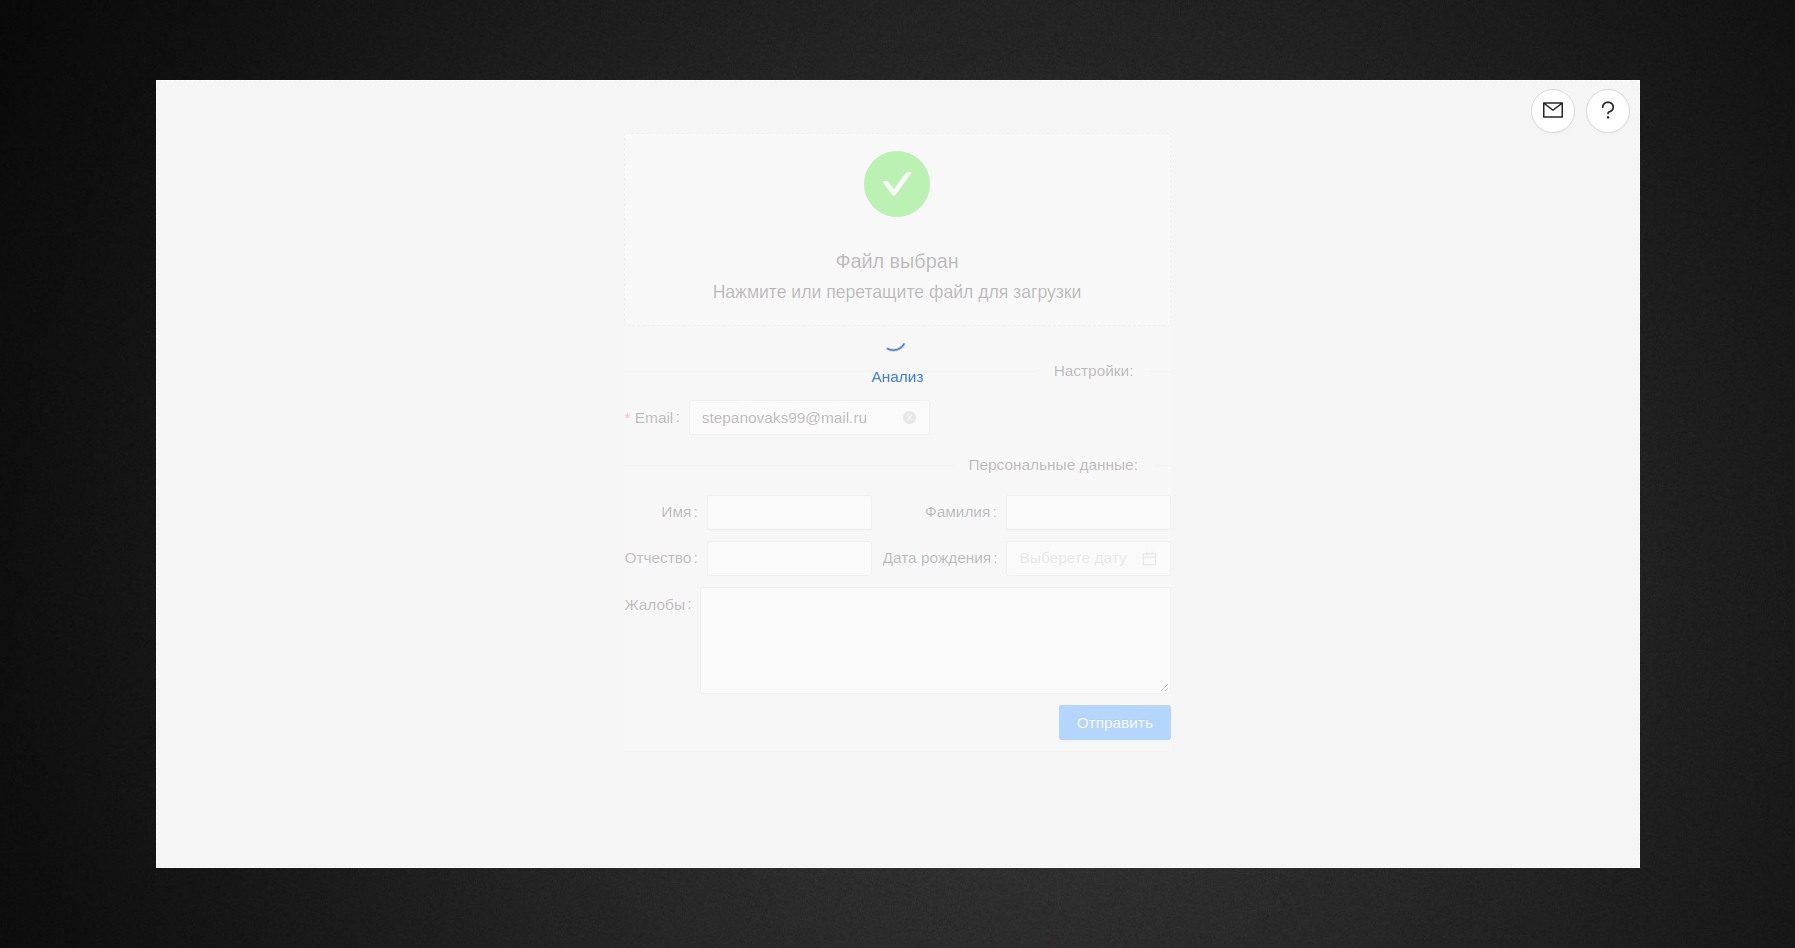 Файл выбран
Нажмите или перетащите файл для загрузки
Анализ
Настройки:
* Email : stepanovaks99@mail.ru
Персональные данные:
Имя : Фамилия :
Отчество : Дата рождения : Выберете дату
Жалобы :
Отправить